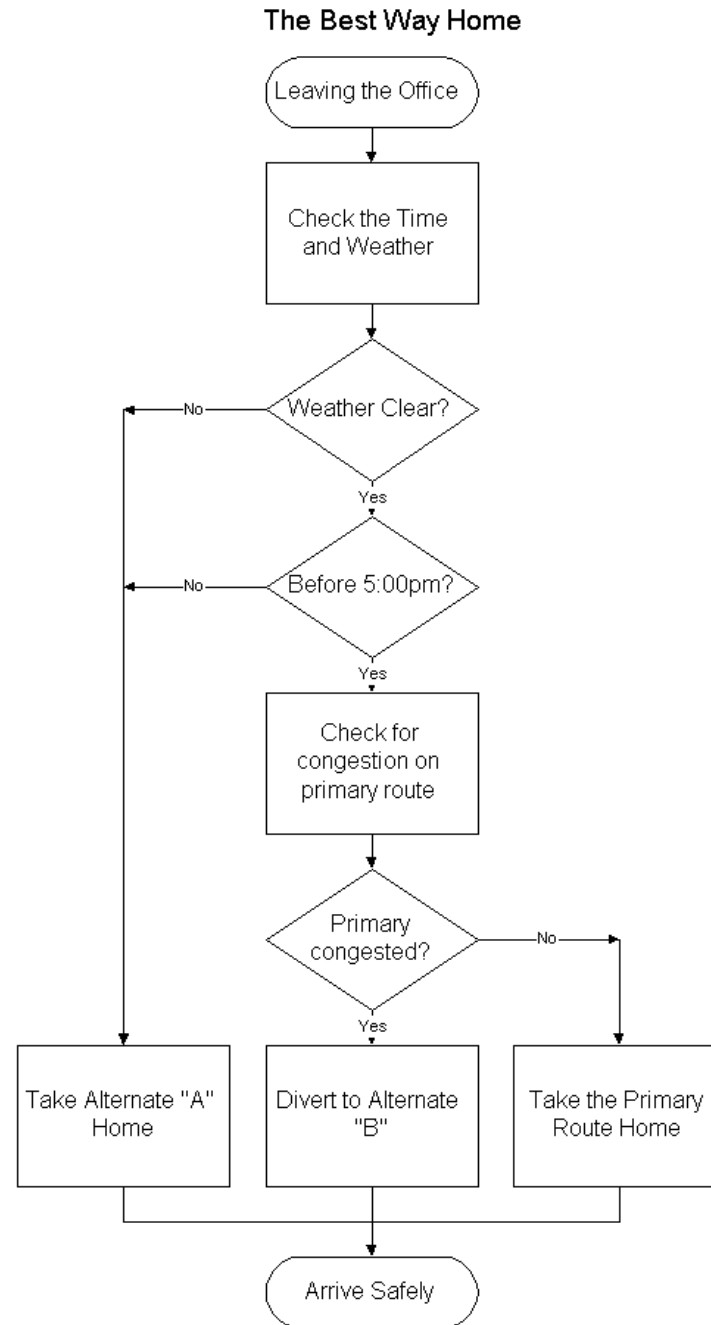 The Best Way Home
Leaving the Office
Check the Time
and Weather
Weather Clear?
No
Yes
Before 5:00pm?
No
Yes
Check for
congestion on
primary route
Primary
congested?
No
Yes
Take Alternate "A"
Home
Divert to Alternate
"B"
Take the Primary
Route Home
Arrive Safely